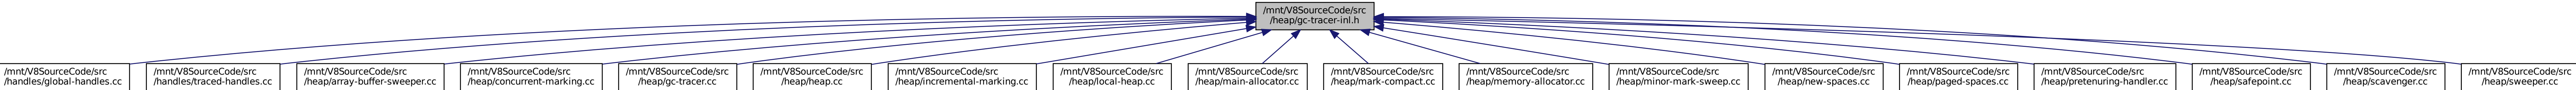 /mnt/V8SourceCode/src
/heap/gc-tracer-inl.h
/mnt/V8SourceCode/src
/handles/global-handles.cc
/mnt/V8SourceCode/src
/handles/traced-handles.cc
/mnt/V8SourceCode/src
/heap/array-buffer-sweeper.cc
/mnt/V8SourceCode/src
/heap/concurrent-marking.cc
/mnt/V8SourceCode/src
/heap/gc-tracer.cc
/mnt/V8SourceCode/src
/heap/heap.cc
/mnt/V8SourceCode/src
/heap/incremental-marking.cc
/mnt/V8SourceCode/src
/heap/local-heap.cc
/mnt/V8SourceCode/src
/heap/main-allocator.cc
/mnt/V8SourceCode/src
/heap/mark-compact.cc
/mnt/V8SourceCode/src
/heap/memory-allocator.cc
/mnt/V8SourceCode/src
/heap/minor-mark-sweep.cc
/mnt/V8SourceCode/src
/heap/new-spaces.cc
/mnt/V8SourceCode/src
/heap/paged-spaces.cc
/mnt/V8SourceCode/src
/heap/pretenuring-handler.cc
/mnt/V8SourceCode/src
/heap/safepoint.cc
/mnt/V8SourceCode/src
/heap/scavenger.cc
/mnt/V8SourceCode/src
/heap/sweeper.cc